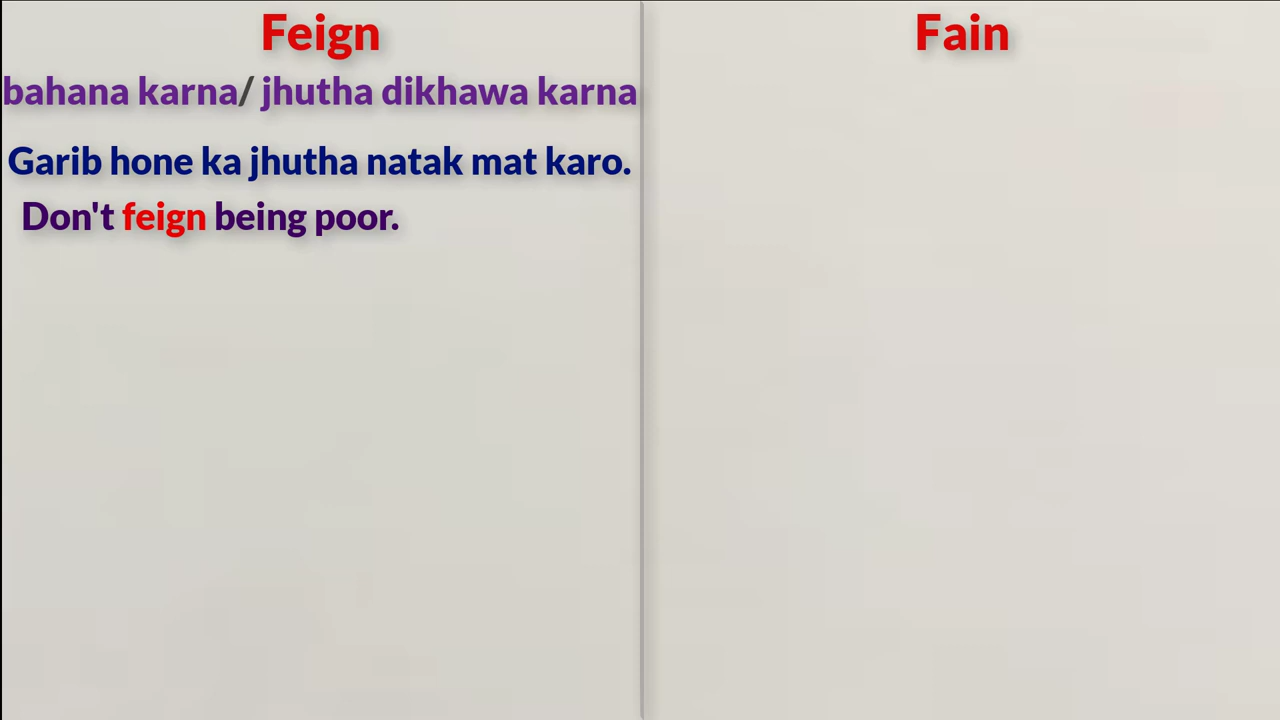 Feign
bahana karna/ jhutha dikhawa karna
Garib hone ka jhutha natak mat karo.
Don't feign being poor.
Fain